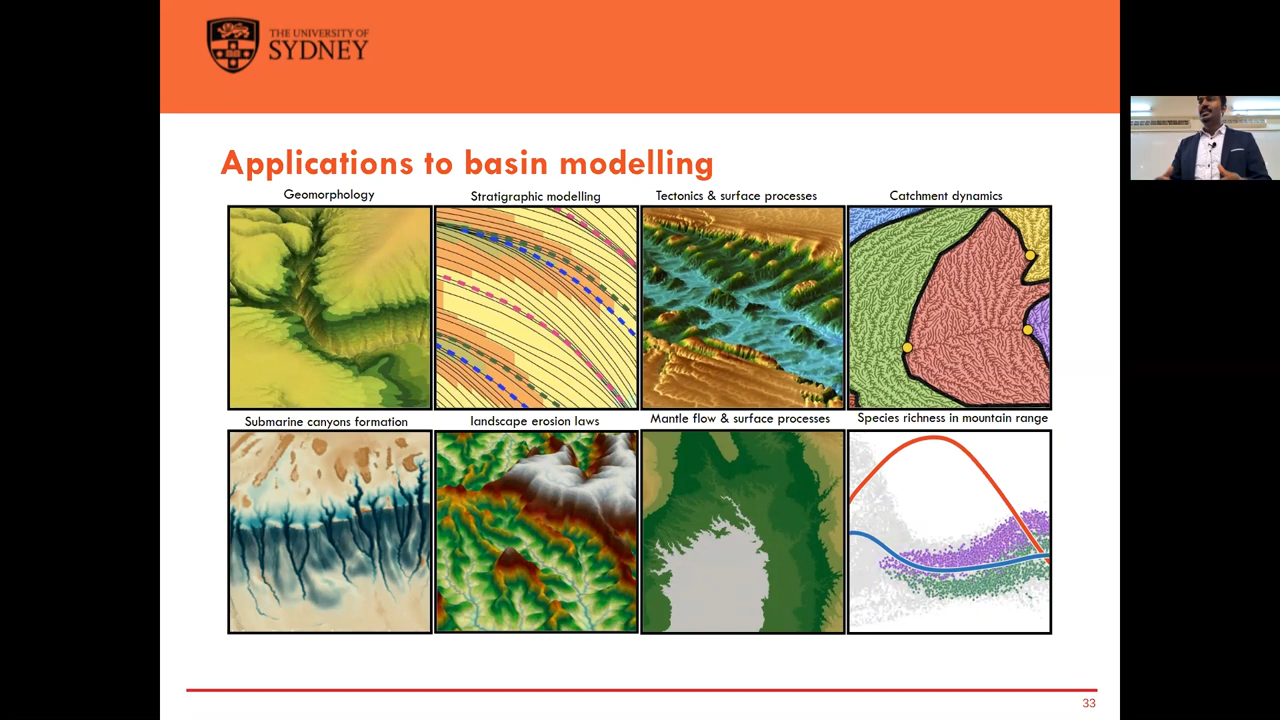 THE UNIVERSITY OF
SYDNEY
Applications to basin modelling
Geomorphology
Stratigraphic modelling
Tectonics & surface processes
Catchment dynamics
Submarine canyons formation
landscape erosion laws
Mantle flow & surface processes
Species richness in mountain range
33